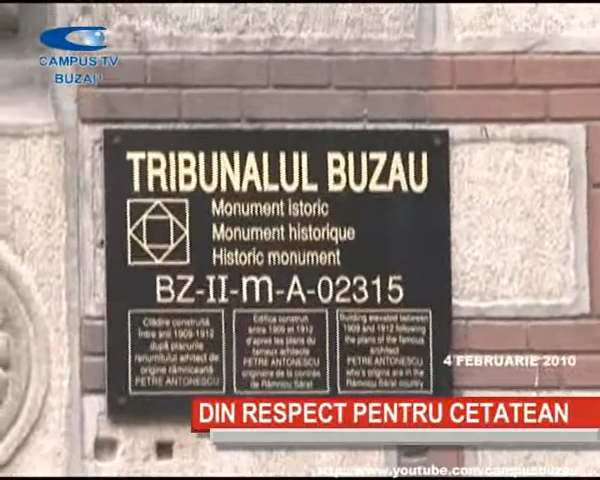 CAMPUS TV
BUZAU
TRIBUNALUL BUZAU
Monument istoric
Monument historique
Historic monument
BZ-II-m-A-02315
Clădire construită
între anii 1909-1912
după planurile
renumitului arhitect de
origine râmniceană
PETRE ANTONESCU
Edifice construit
entre 1909 et 1912
d'après les plans du
fameux architecte
PETRE ANTONESCU
originaire de la contrée
de Râmnicu Sărat
Building elevated between
1909 and 1912 following
the plans of the famous
architect
PETRE ANTONESCU
who's origins are in the
Râmnicu Sărat country
4 FEBRUARIE 2010
DIN RESPECT PENTRU CETATEAN
http://www.youtube.com/campusbuzau